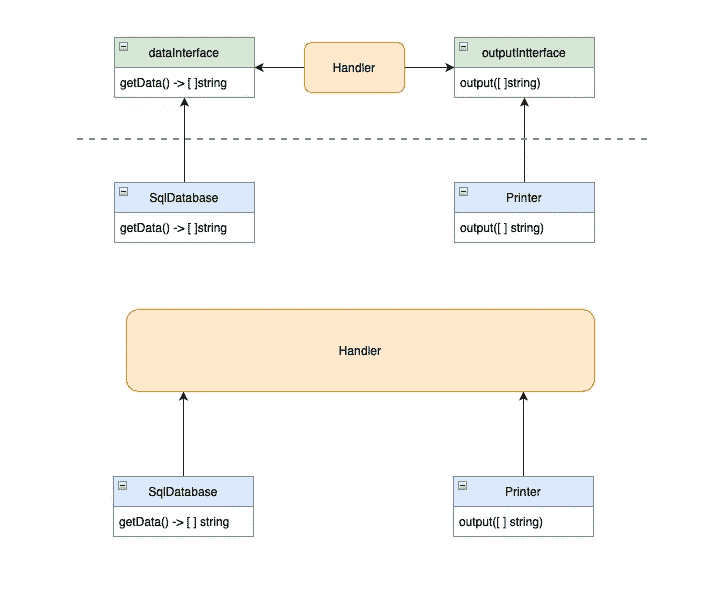 dataInterface
Handler
outputIntterface
getData() -> [ ]string
output([ ]string)
SqlDatabase
Printer
getData() -> [ ]string
output([ ] string)
Handler
SqlDatabase
Printer
getData() -> [ ] string
output([ ] string)